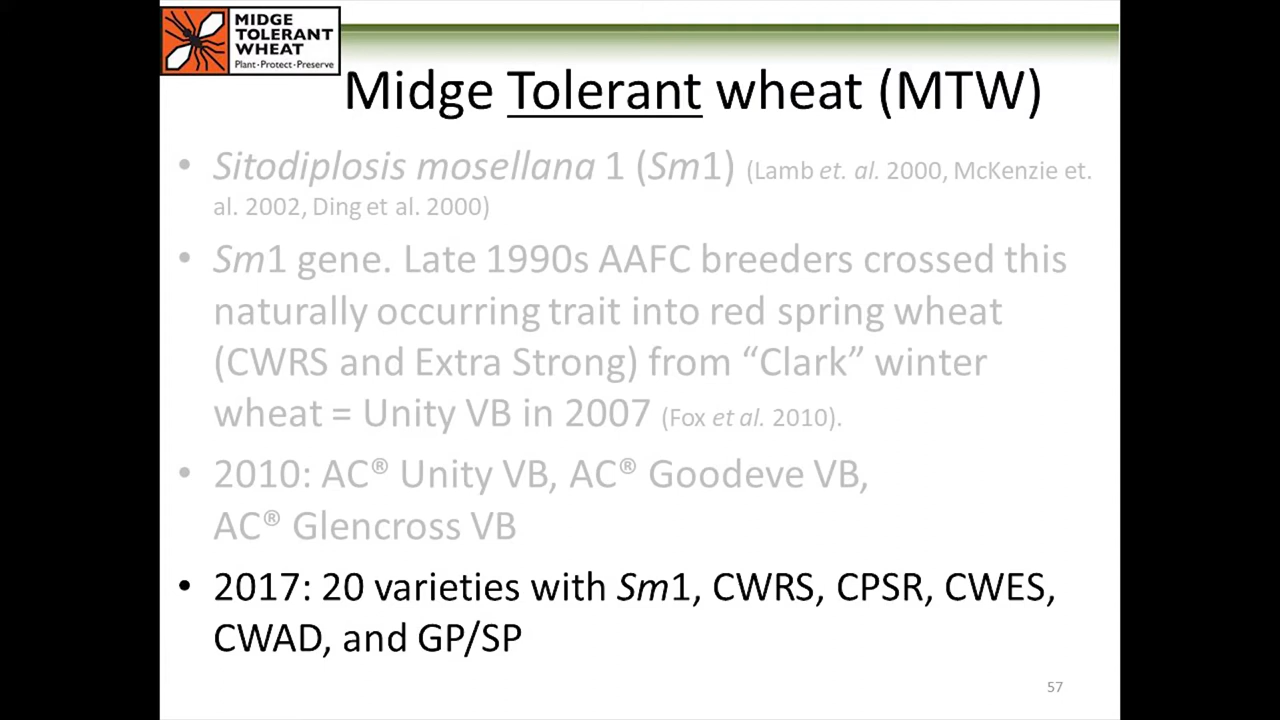 MIDGE
TOLERANT
WHEAT
Plant·Protect·Preserve
Midge Tolerant wheat (MTW)
• Sitodiplosis mosellana 1 (Sm1) (Lamb et. al. 2000, McKenzie et.
al. 2002, Ding et al. 2000)
• Sm1 gene. Late 1990s AAFC breeders crossed this
naturally occurring trait into red spring wheat
(CWRS and Extra Strong) from “Clark” winter
wheat = Unity VB in 2007 (Fox et al. 2010).
• 2010: AC® Unity VB, AC® Goodeve VB,
AC® Glencross VB
• 2017: 20 varieties with Sm1, CWRS, CPSR, CWES,
CWAD, and GP/SP
57